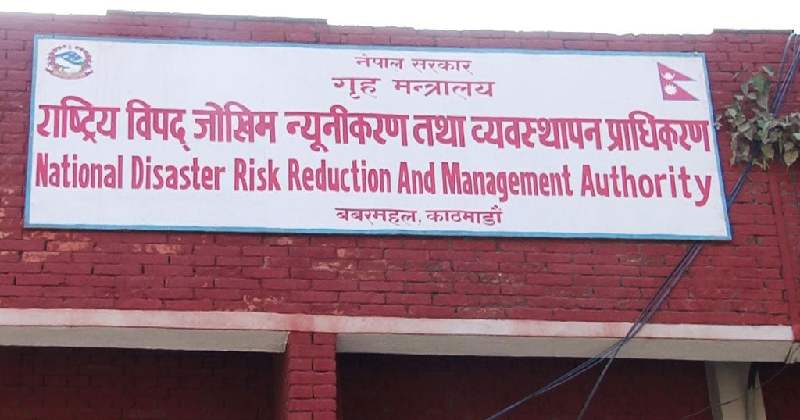 नेपाल सरकार
गृह मन्त्रालय
राष्ट्रिय विपद् जोखिम न्यूनीकरण तथा व्यवस्थापन प्राधिकरण
National Disaster Risk Reduction And Management Authority
बबरमहल, काठमाडौं